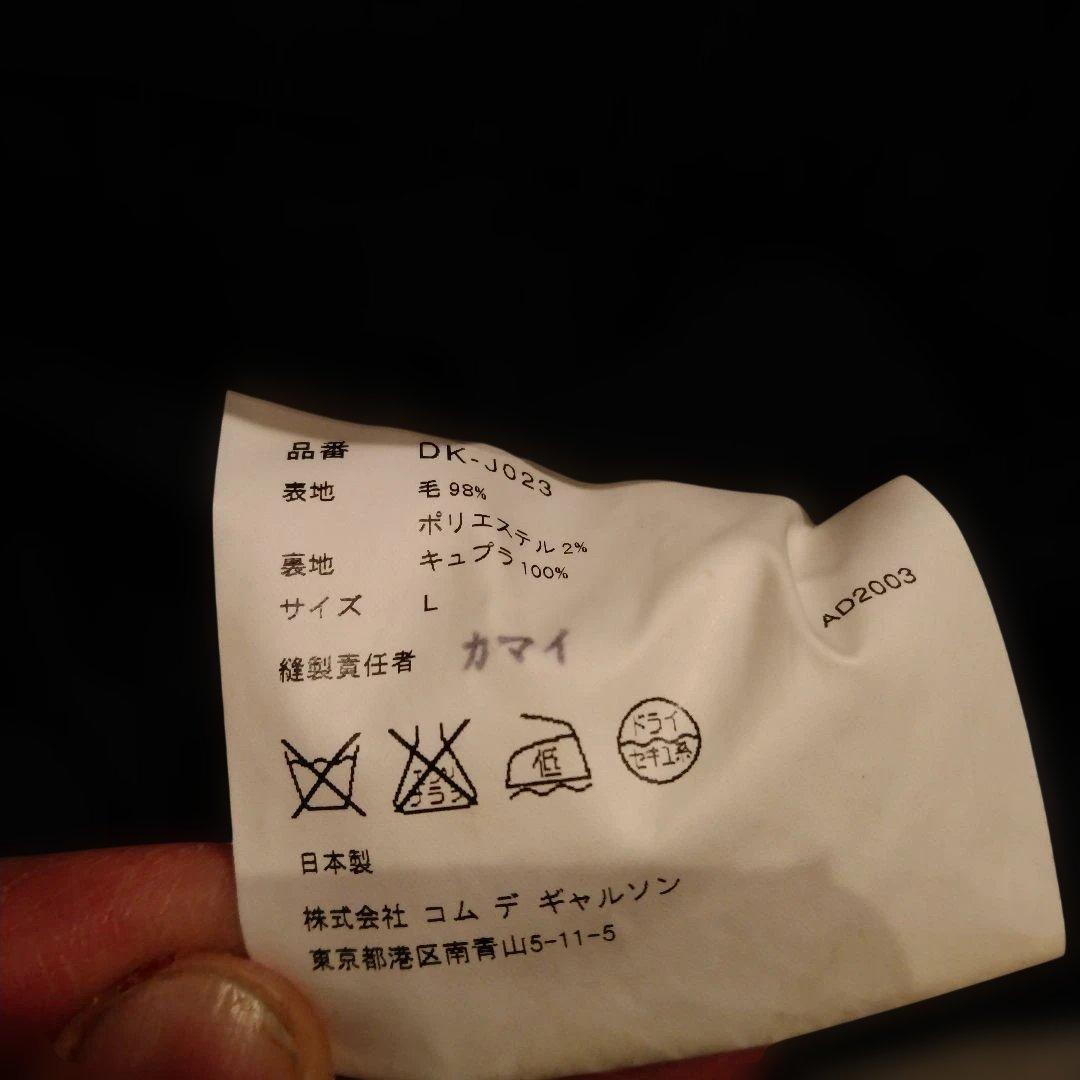 品番 DK-J023
表地 毛 98%
ポリエステル 2%
裏地 キュプラ 100%
サイズ L
縫製責任者 カマイ
低
ドライ
セキユ系
日本製
株式会社 コム デ ギャルソン
東京都港区南青山5-11-5
AD2003